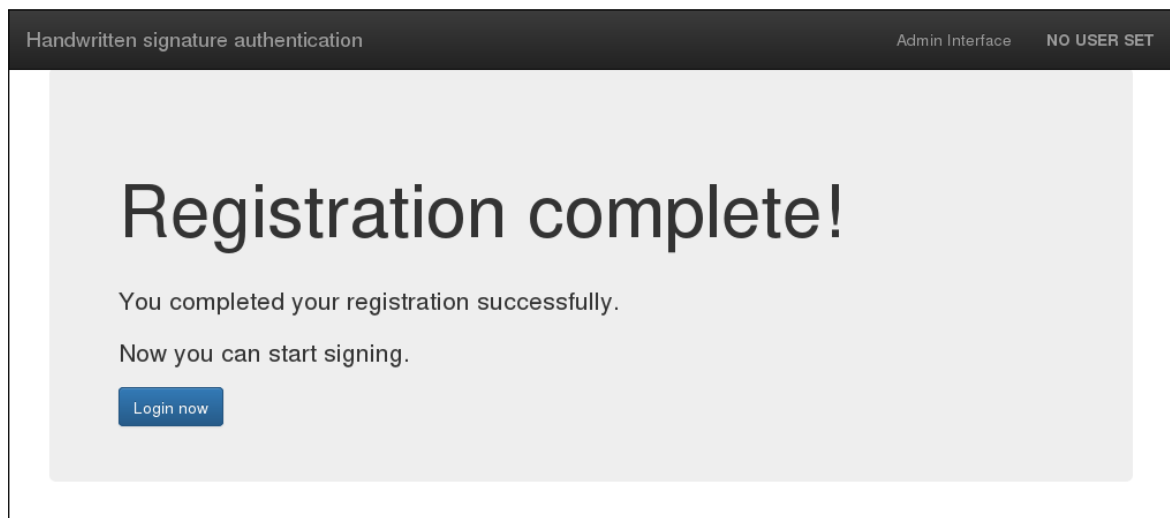 Handwritten signature authentication
Admin Interface
NO USER SET
Registration complete!
You completed your registration successfully.
Now you can start signing.
Login now